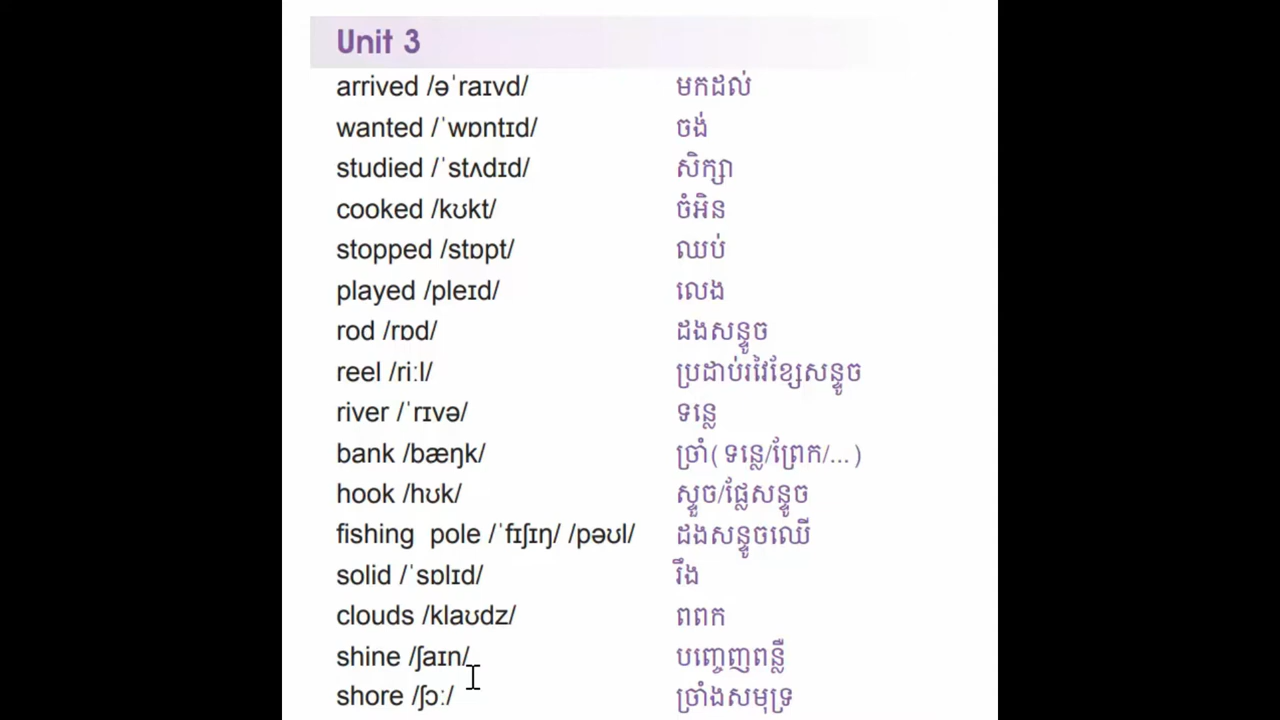 Unit 3
arrived /əˈraɪvd/ មកដល់
wanted /ˈwɒntɪd/ ចង់
studied /ˈstʌdɪd/ សិក្សា
cooked /kʊkt/ ចំអិន
stopped /stɒpt/ ឈប់
played /pleɪd/ លេង
rod /rɒd/ ដងសន្ទូច
reel /riːl/ ប្រដាប់រវៃខ្សែសន្ទូច
river /ˈrɪvə/ ទន្លេ
bank /bæŋk/ ច្រាំ( ទន្លេ/ព្រែក/... )
hook /hʊk/ ស្ទួច/ផ្លែសន្ទូច
fishing pole /ˈfɪʃɪŋ/ /pəʊl/ ដងសន្ទូចឈើ
solid /ˈsɒlɪd/ រឹង
clouds /klaʊdz/ ពពក
shine /ʃaɪn/ បញ្ចេញពន្លឺ
shore /ʃɔː/ ច្រាំងសមុទ្រ